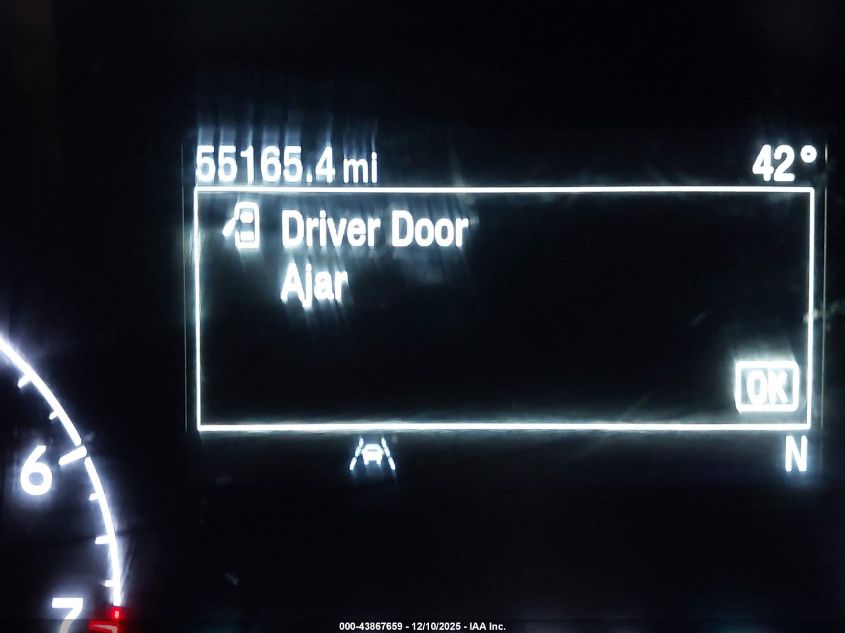 55165.4 mi 42°
Driver Door
Ajar
OK
N
6
7
000-43867659 - 12/10/2025 - IAA Inc.